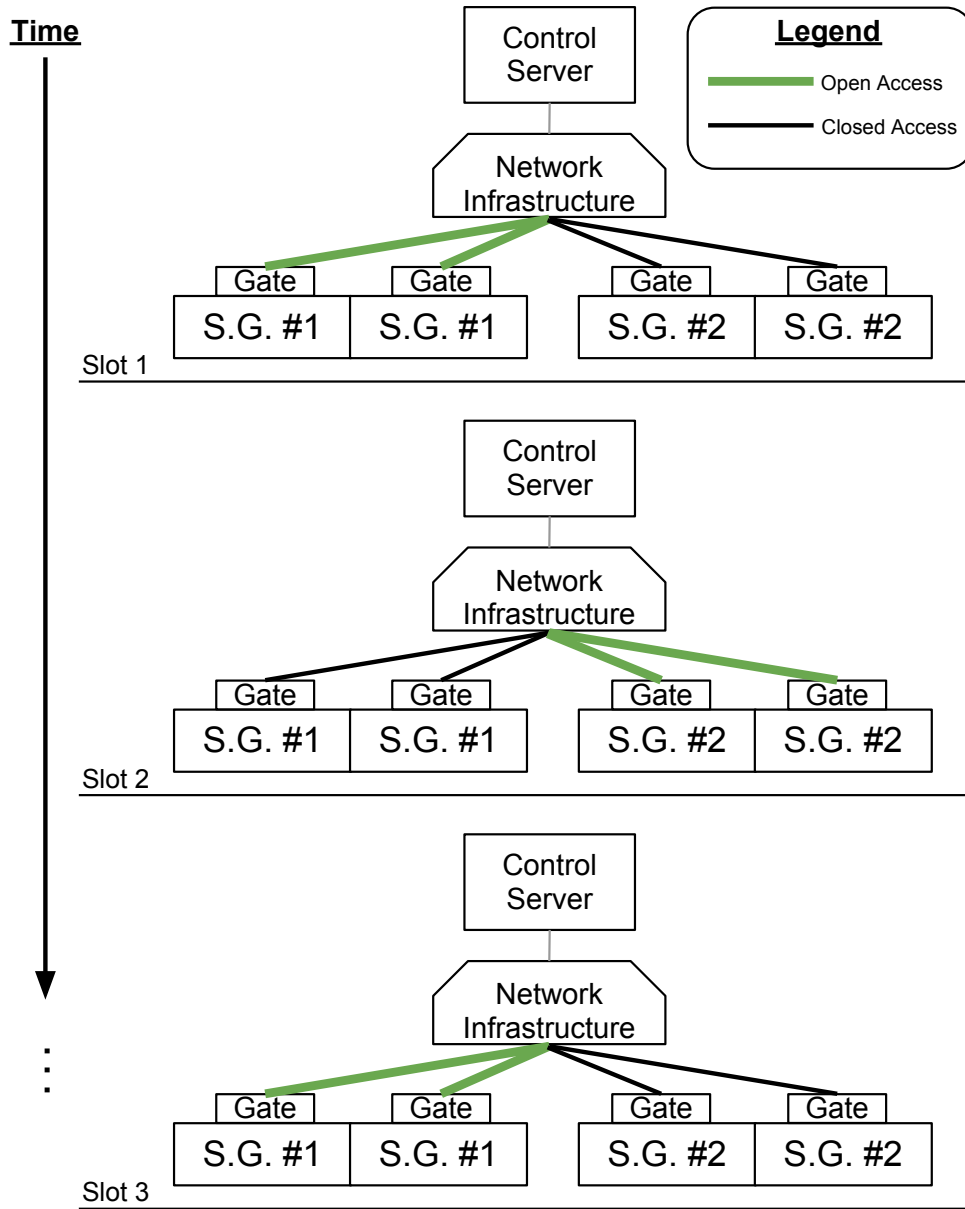 Time
Legend
Open Access
Closed Access
Control
Server
Network
Infrastructure
Gate Gate Gate Gate
S.G. #1 S.G. #1 S.G. #2 S.G. #2
Slot 1
Control
Server
Network
Infrastructure
Gate Gate Gate Gate
S.G. #1 S.G. #1 S.G. #2 S.G. #2
Slot 2
Control
Server
Network
Infrastructure
Gate Gate Gate Gate
S.G. #1 S.G. #1 S.G. #2 S.G. #2
Slot 3
...